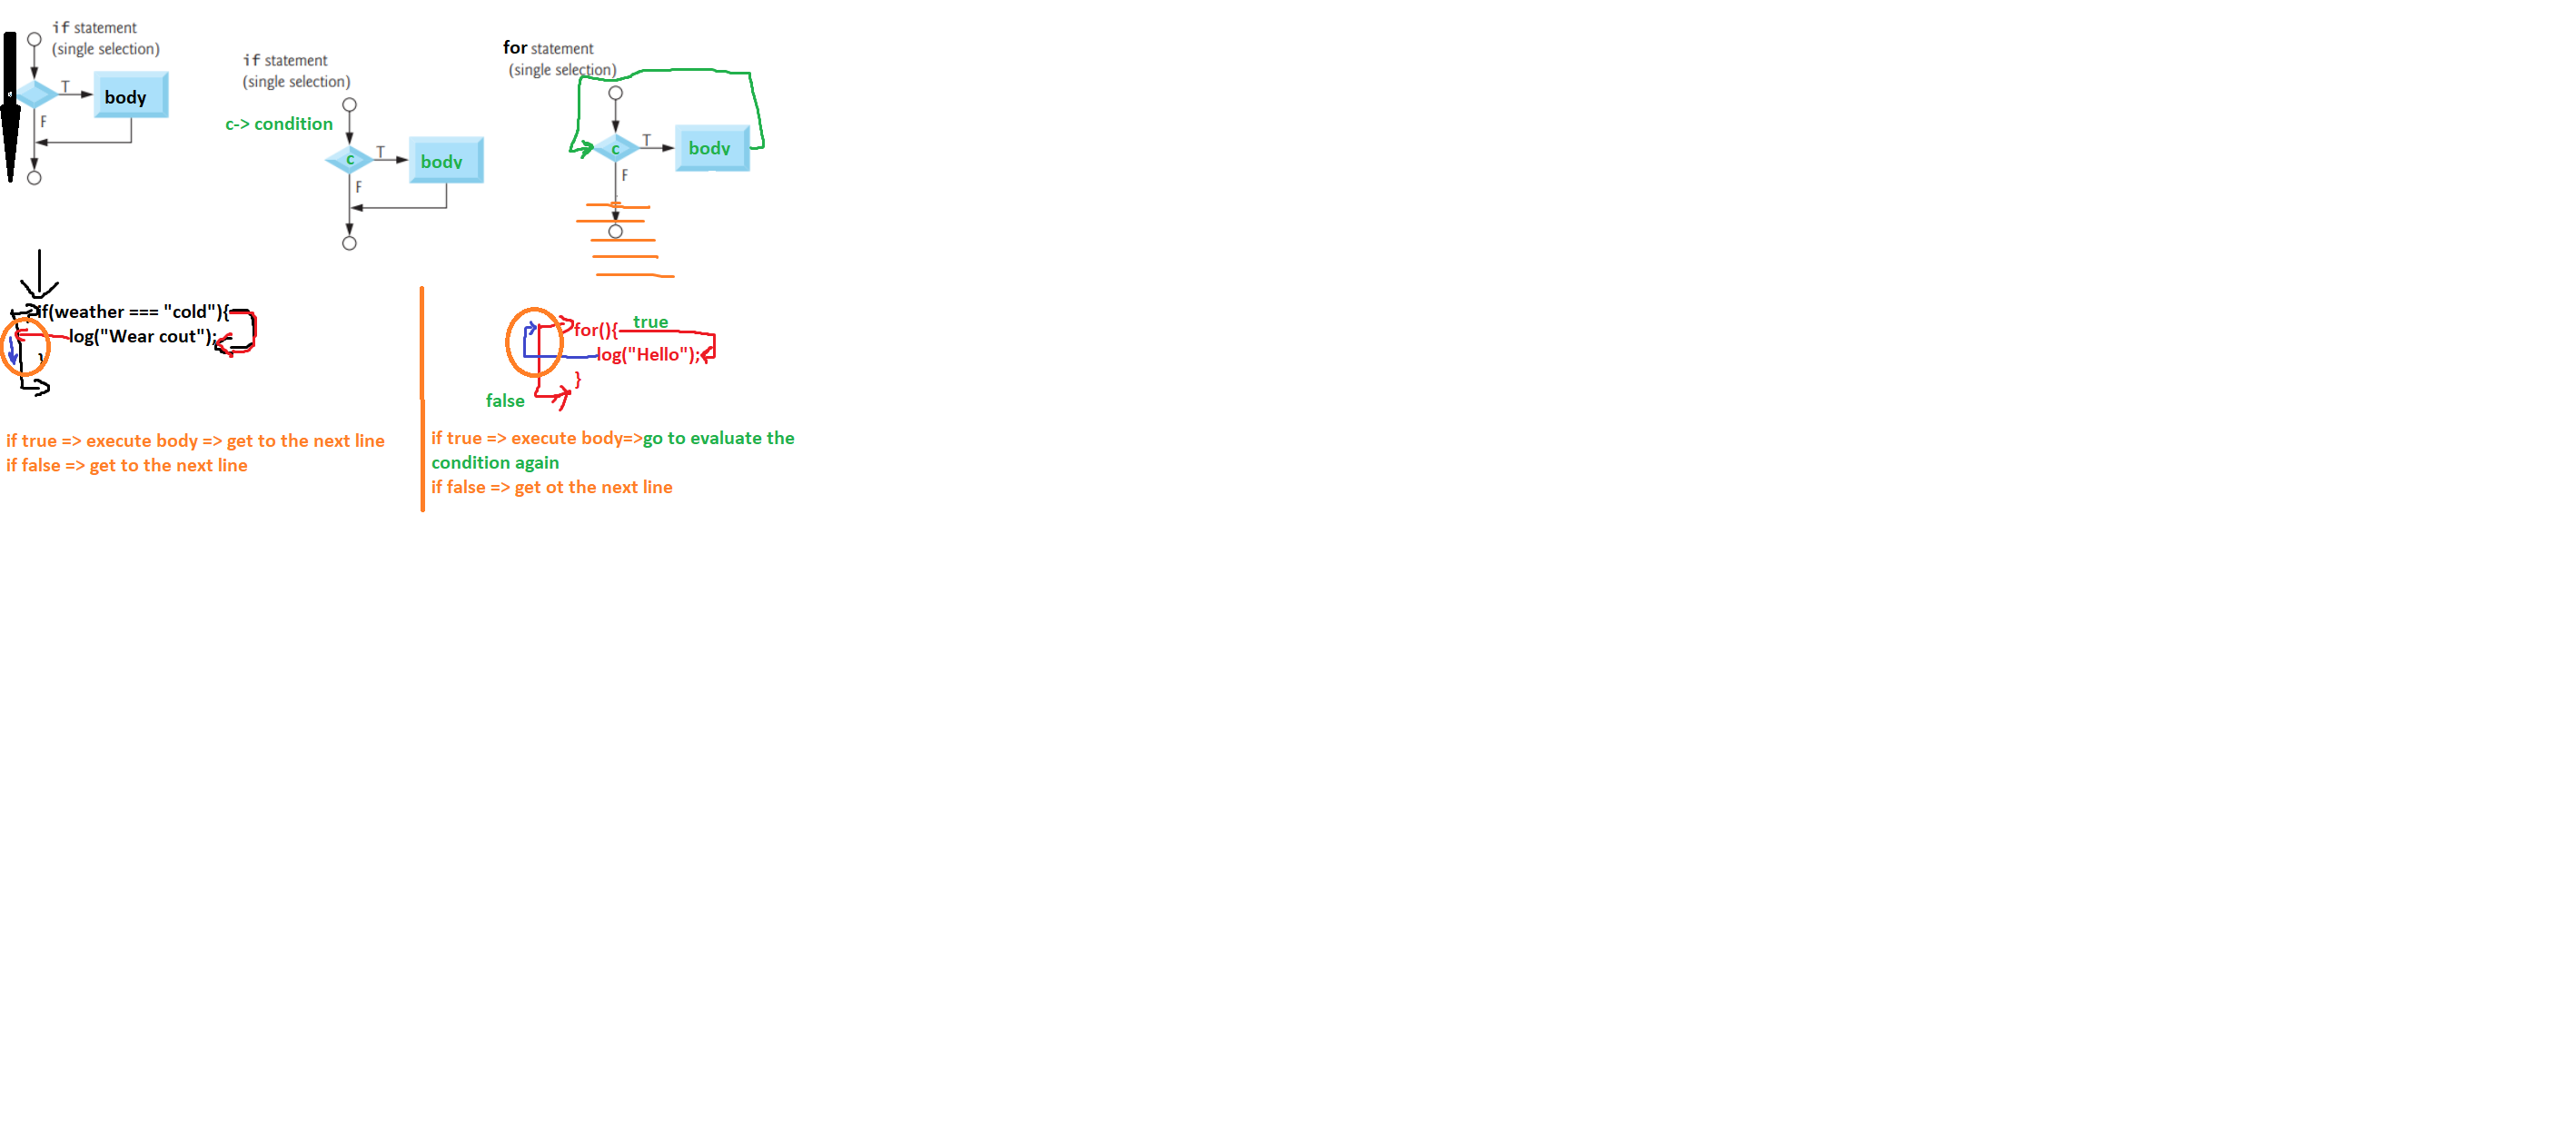 if statement
(single selection)
T
body
F
if statement
(single selection)
c-> condition
c
T
body
F
for statement
(single selection)
c
T
body
F
if(weather === "cold"){
log("Wear cout");
}
if true => execute body => get to the next line
if false => get to the next line
for(){
true
log("Hello");
}
false
if true => execute body=>go to evaluate the
condition again
if false => get ot the next line